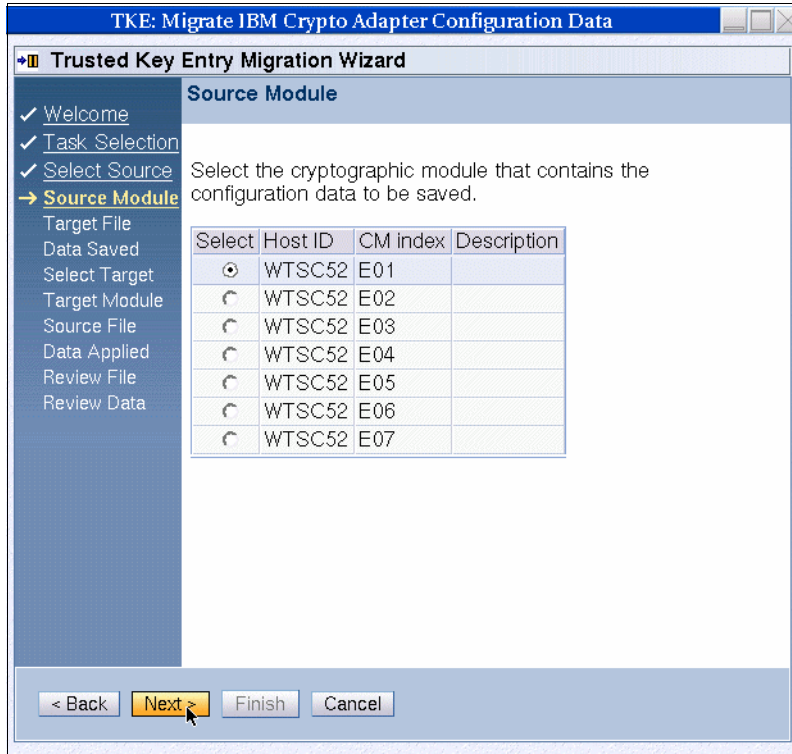 TKE: Migrate IBM Crypto Adapter Configuration Data
Trusted Key Entry Migration Wizard
Welcome
Task Selection
Select Source
Source Module
Target File
Data Saved
Select Target
Target Module
Source File
Data Applied
Review File
Review Data
Source Module
Select the cryptographic module that contains the
configuration data to be saved.
Select Host ID CM index Description
WTSC52 E01
WTSC52 E02
WTSC52 E03
WTSC52 E04
WTSC52 E05
WTSC52 E06
WTSC52 E07
< Back Next > Finish Cancel